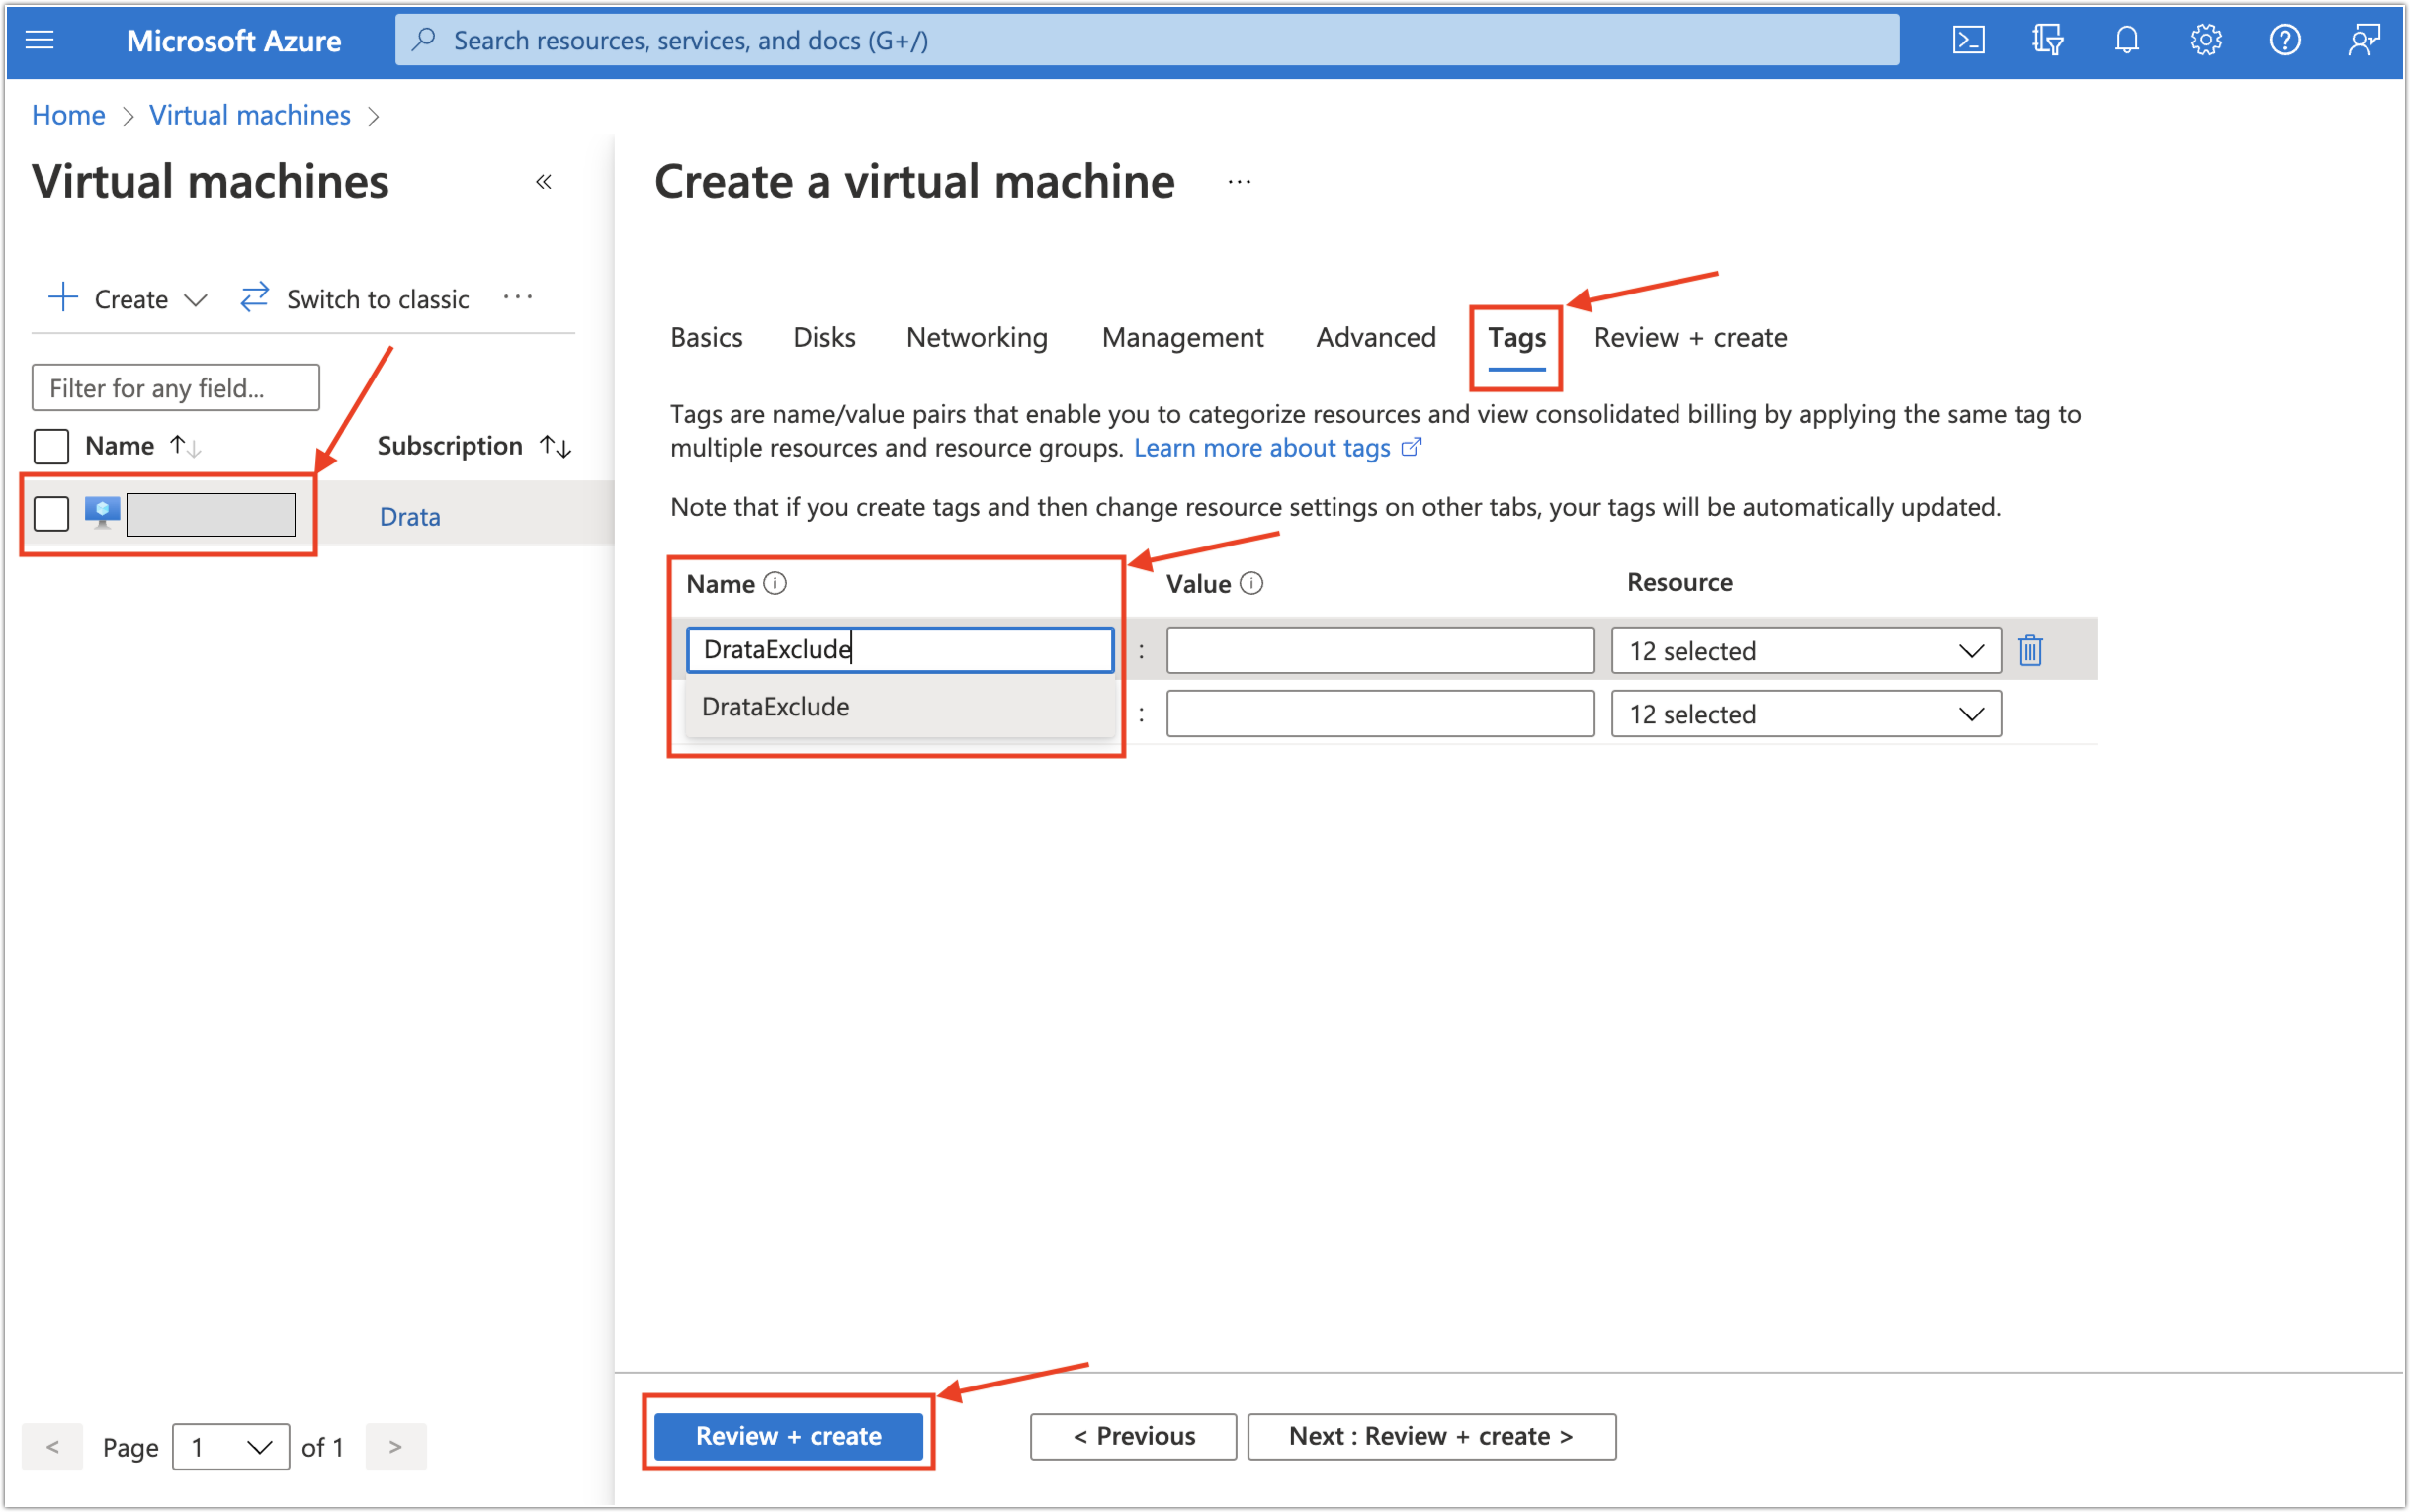 Microsoft Azure
Search resources, services, and docs (G+/)
Home > Virtual machines >
Virtual machines «
Create
Switch to classic ...
Filter for any field...
Name ↑↓ Subscription ↑↓
Drata
< Page 1 of 1 >
Create a virtual machine ...
Basics Disks Networking Management Advanced Tags Review + create
Tags are name/value pairs that enable you to categorize resources and view consolidated billing by applying the same tag to
multiple resources and resource groups. Learn more about tags
Note that if you create tags and then change resource settings on other tabs, your tags will be automatically updated.
Name Value Resource
DrataExclude : 12 selected
DrataExclude : 12 selected
Review + create < Previous Next : Review + create >